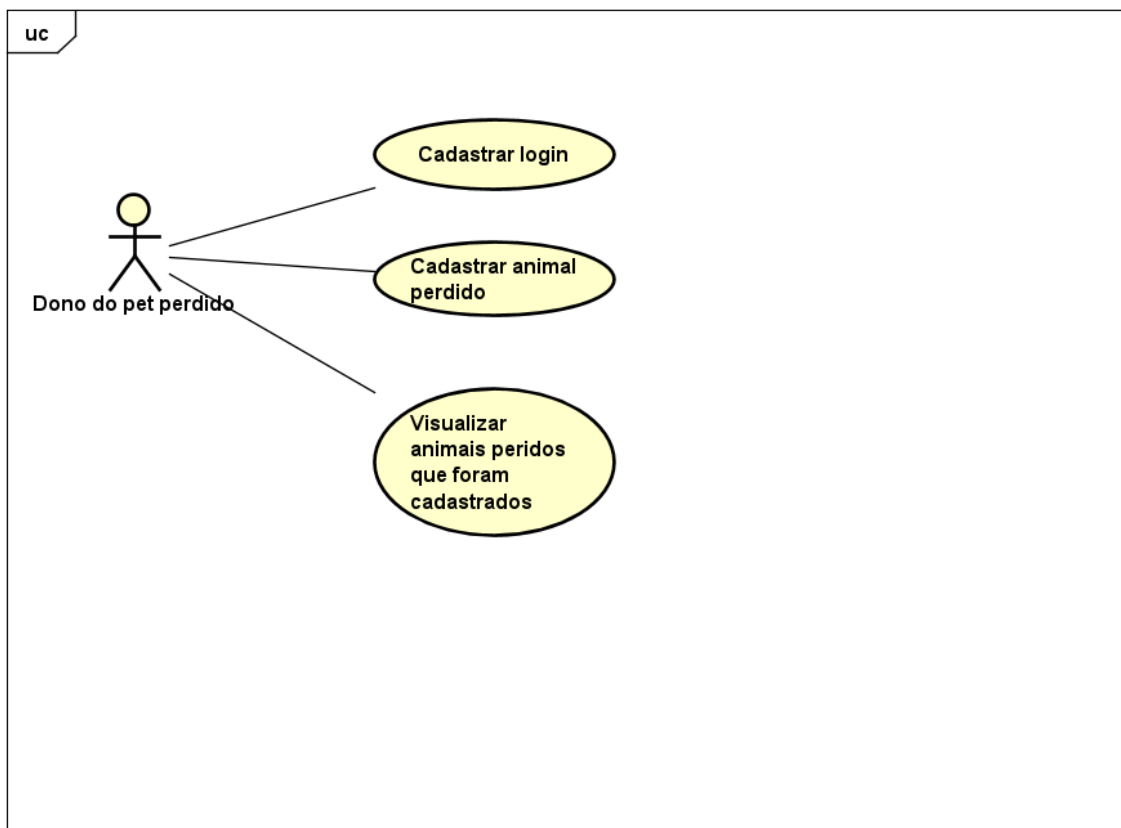 uc
Cadastrar login
Cadastrar animal
perdido
Dono do pet perdido
Visualizar
animais peridos
que foram
cadastrados